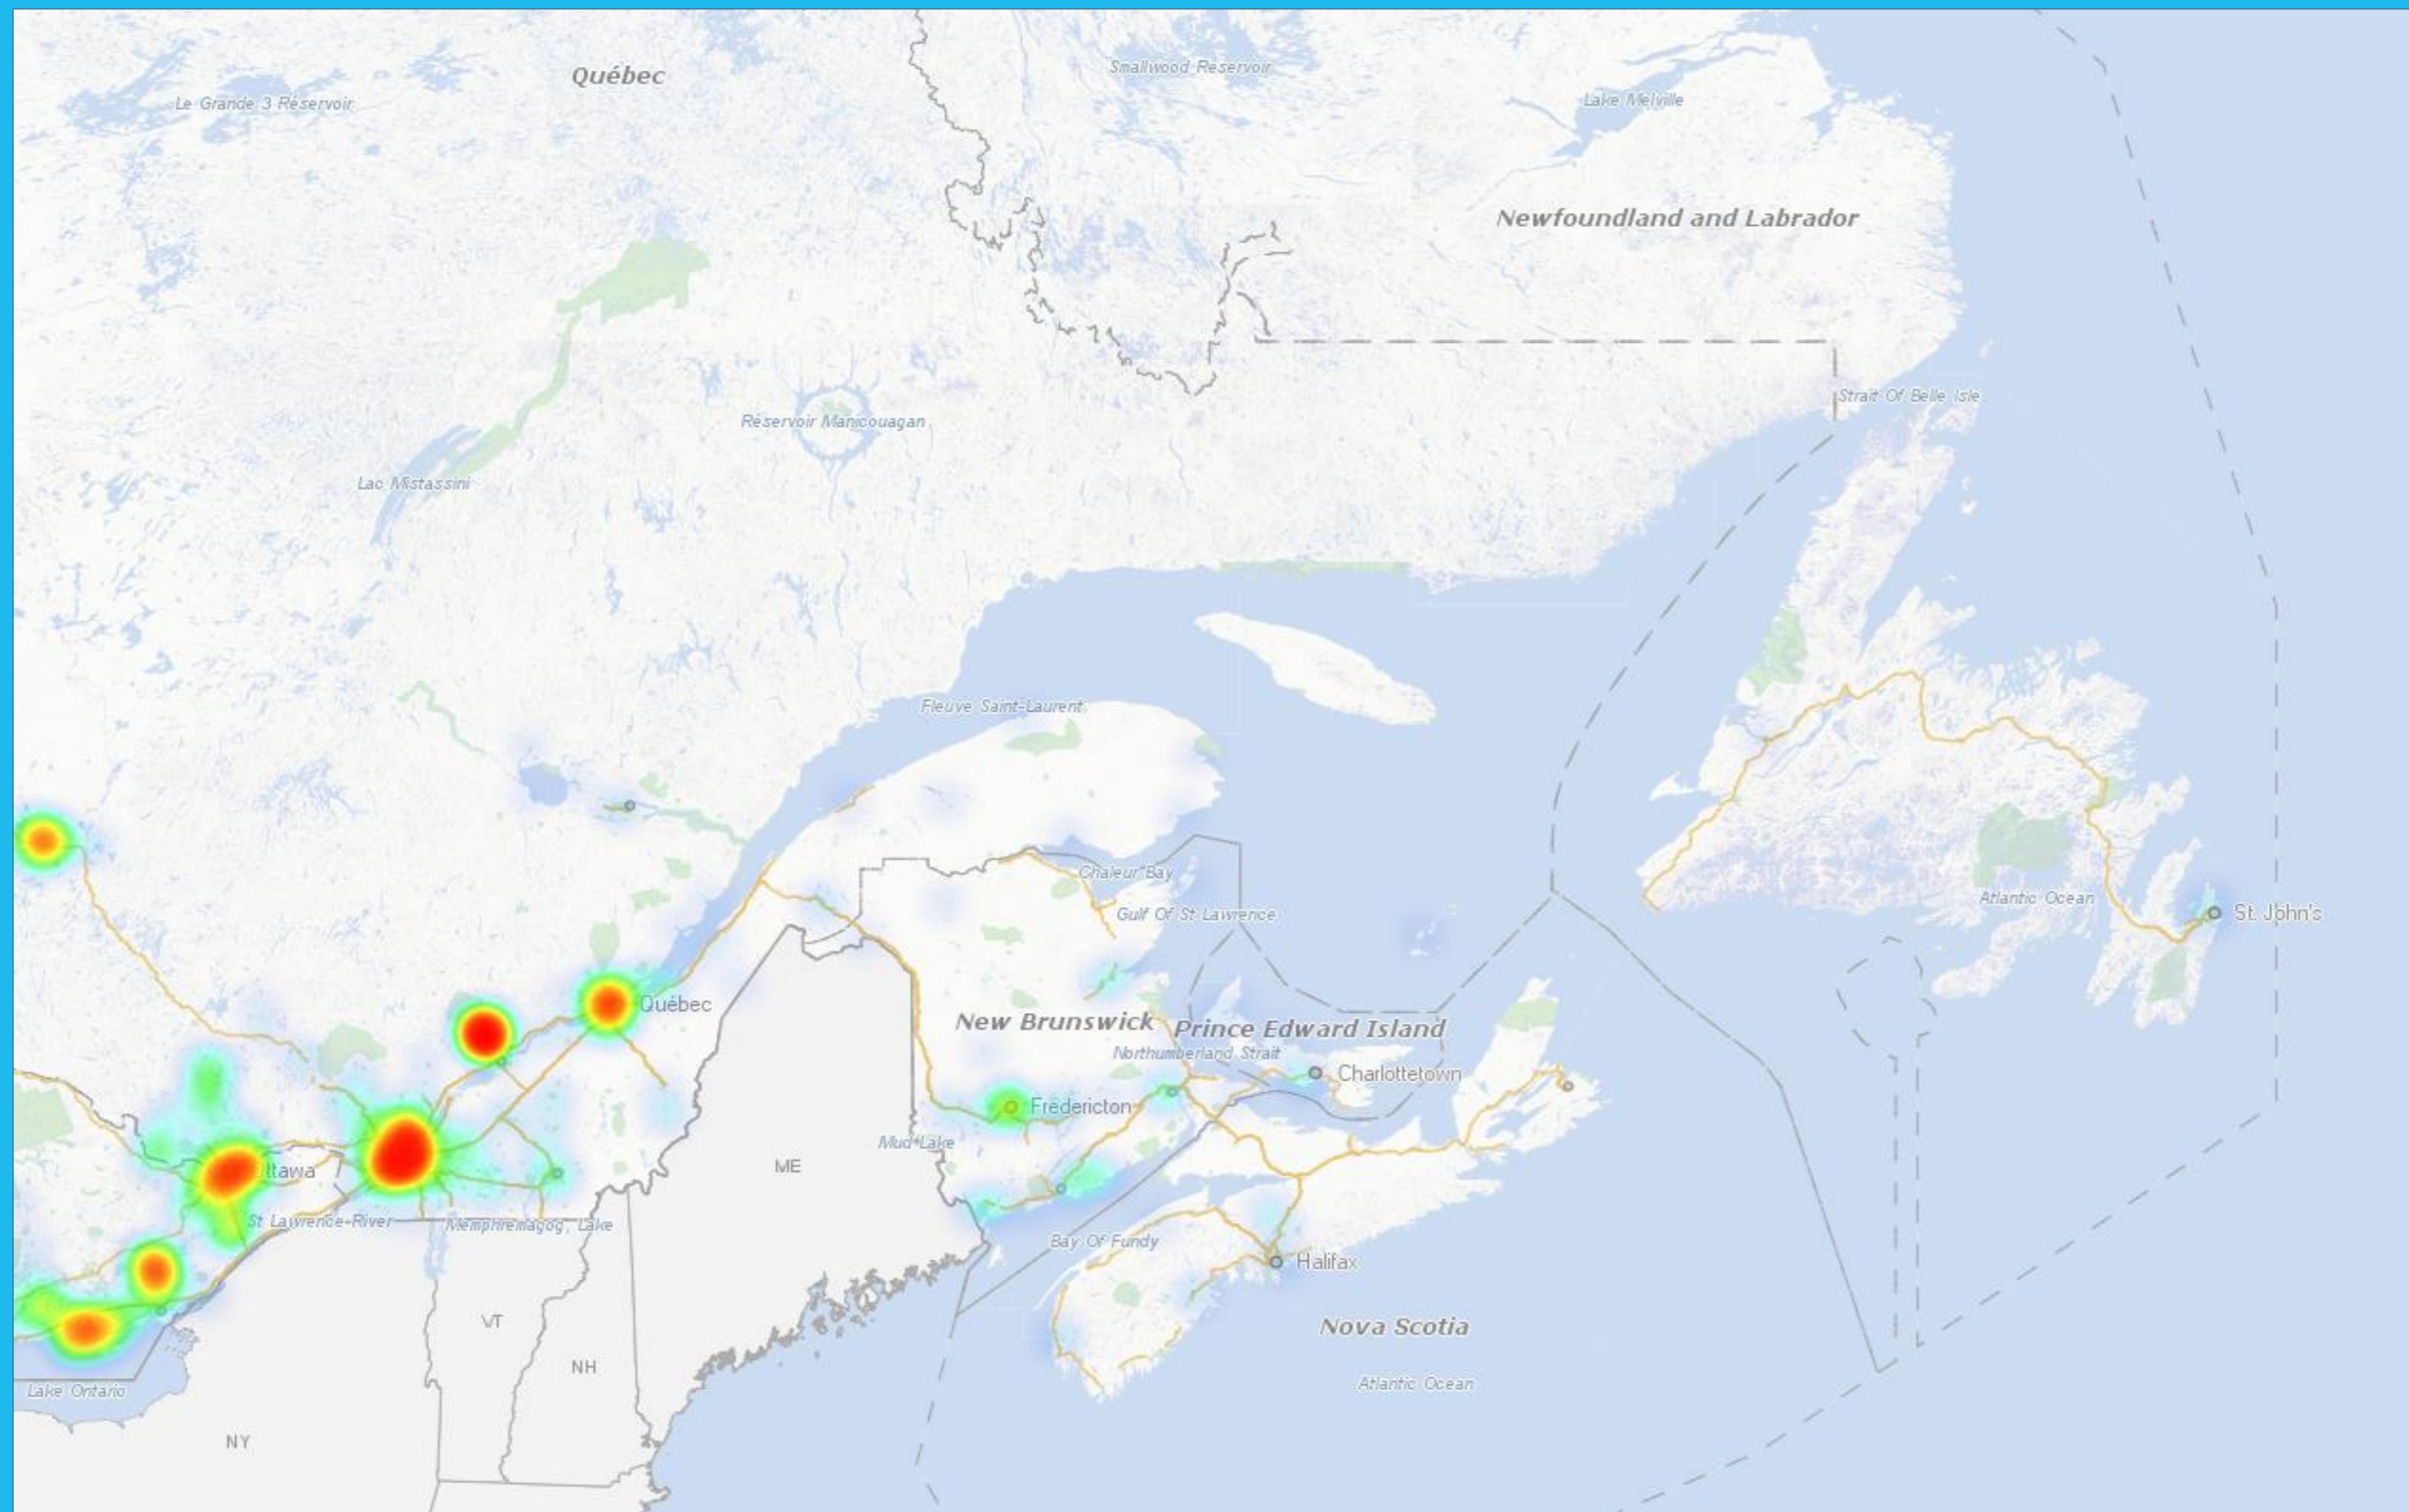 Québec
Smallwood Reservoir
Le Grande 3 Réservoir
Lake Melville
Newfoundland and Labrador
Strait Of Belle Isle
Réservoir Manicouagan
Lac Mistassini
Fleuve Saint-Laurent
Chaleur Bay
Gulf Of St Lawrence
Atlantic Ocean
St. John's
Québec
New Brunswick
Prince Edward Island
Northumberland Strait
Charlottetown
Fredericton
Mud Lake
ME
Ottawa
St Lawrence River
Memphremagog, Lake
Bay Of Fundy
Halifax
VT
Nova Scotia
NH
Lake Ontario
Atlantic Ocean
NY